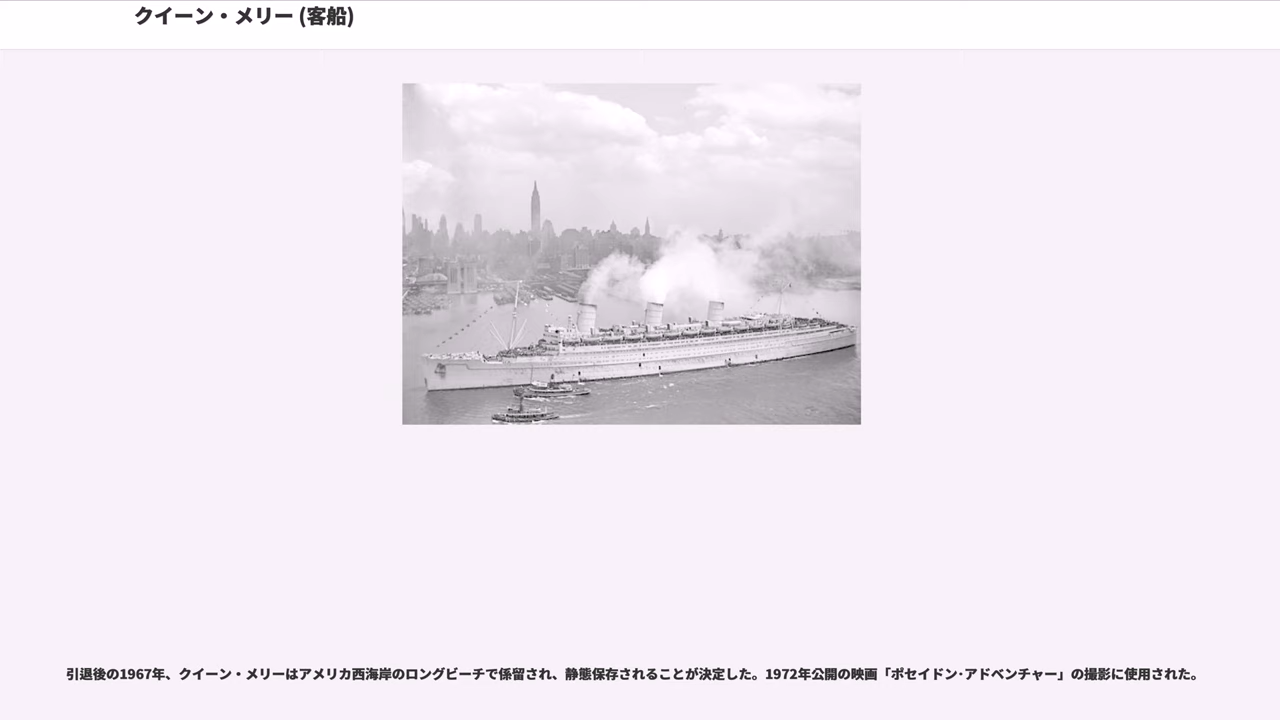 クイーン・メリー (客船)
引退後の1967年、クイーン・メリーはアメリカ西海岸のロングビーチで係留され、静態保存されることが決定した。1972年公開の映画「ポセイドン･アドベンチャー」の撮影に使用された。